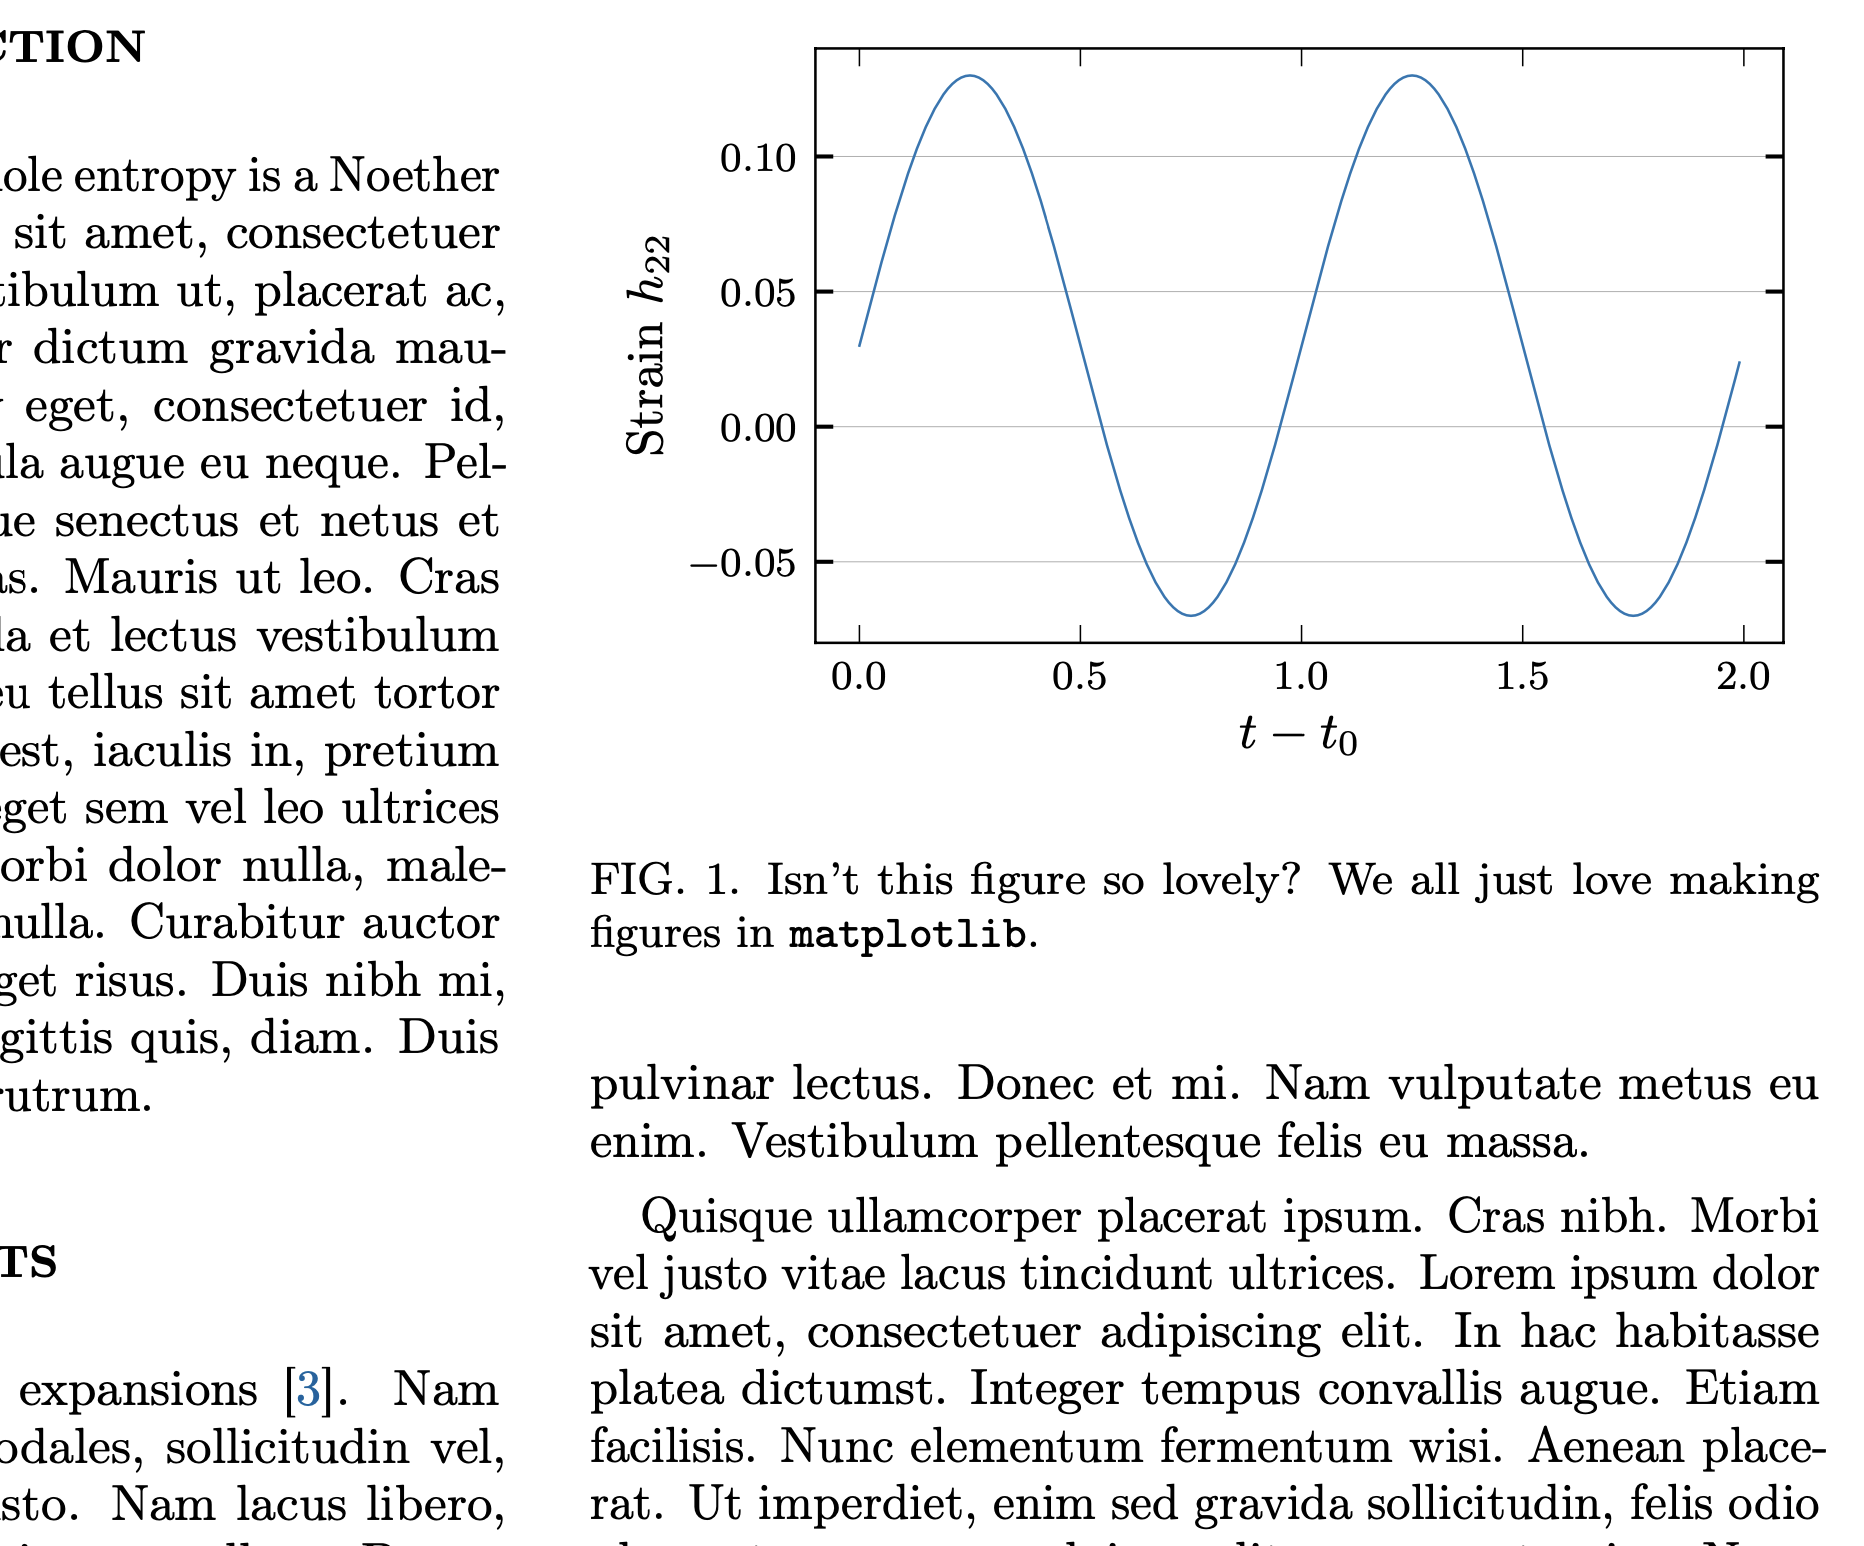 CTION
ole entropy is a Noether
sit amet, consectetuer
tibulum ut, placerat ac,
r dictum gravida mau-
eget, consectetuer id,
ula augue eu neque. Pel-
ue senectus et netus et
as. Mauris ut leo. Cras
la et lectus vestibulum
eu tellus sit amet tortor
est, iaculis in, pretium
eget sem vel leo ultrices
orbi dolor nulla, male-
nulla. Curabitur auctor
get risus. Duis nibh mi,
gittis quis, diam. Duis
rutrum.
TS
expansions [3]. Nam
odales, sollicitudin vel,
sto. Nam lacus libero,
Strain h₂₂
0.10
0.05
0.00
−0.05
0.0 0.5 1.0 1.5 2.0
t − t₀
FIG. 1. Isn't this figure so lovely? We all just love making
figures in matplotlib.
pulvinar lectus. Donec et mi. Nam vulputate metus eu
enim. Vestibulum pellentesque felis eu massa.
Quisque ullamcorper placerat ipsum. Cras nibh. Morbi
vel justo vitae lacus tincidunt ultrices. Lorem ipsum dolor
sit amet, consectetuer adipiscing elit. In hac habitasse
platea dictumst. Integer tempus convallis augue. Etiam
facilisis. Nunc elementum fermentum wisi. Aenean place-
rat. Ut imperdiet, enim sed gravida sollicitudin, felis odio